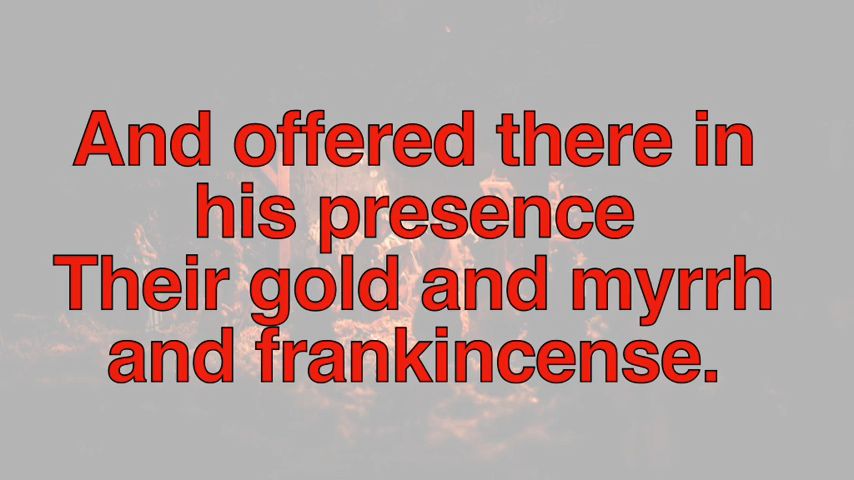 And offered there in
his presence
Their gold and myrrh
and frankincense.